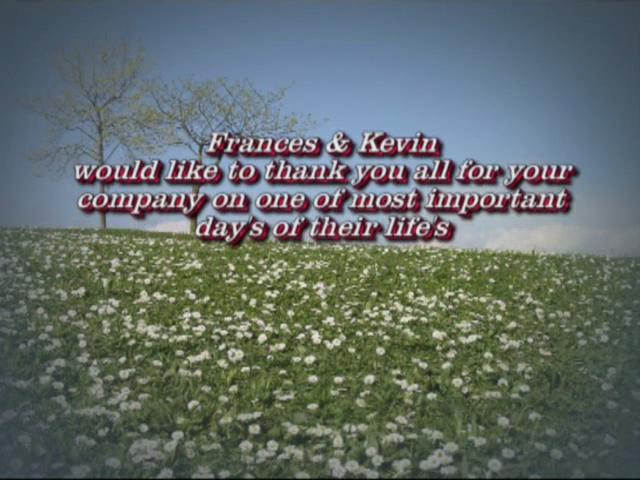 Frances & Kevin
would like to thank you all for your
company on one of most important
day's of their life's